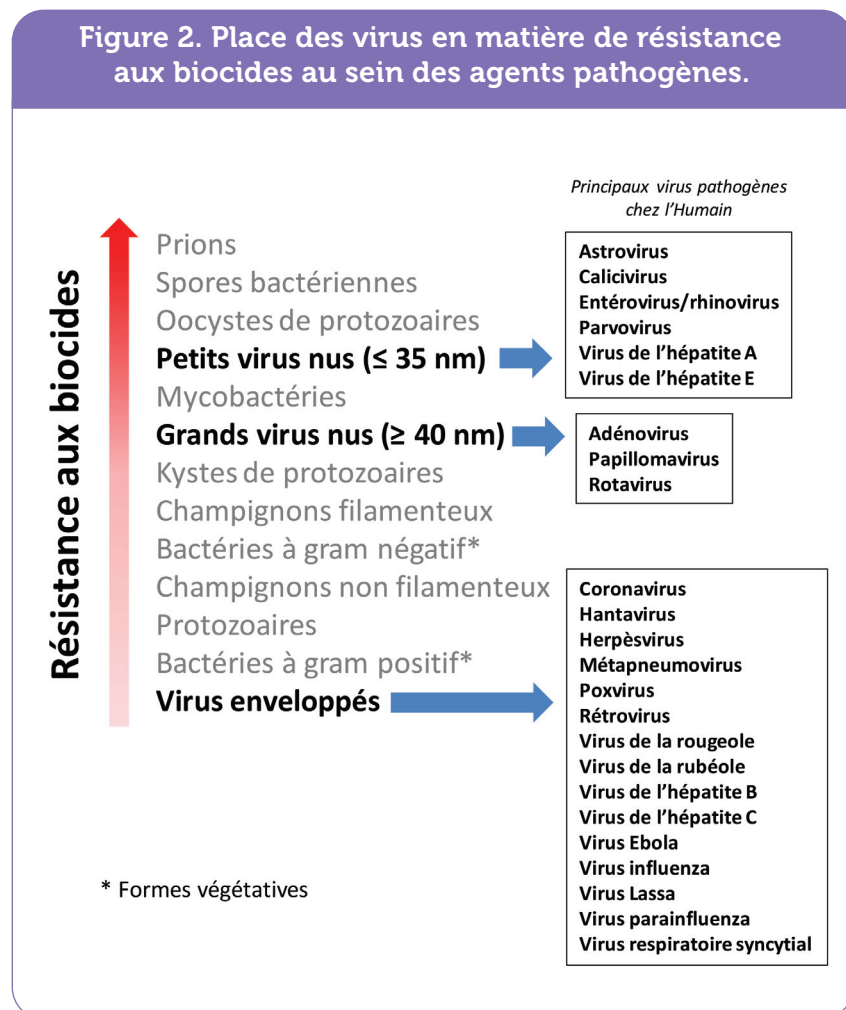 Figure 2. Place des virus en matière de résistance
aux biocides au sein des agents pathogènes.
Résistance aux biocides
Prions
Spores bactériennes
Oocystes de protozoaires
Petits virus nus (≤ 35 nm)
Mycobactéries
Grands virus nus (≥ 40 nm)
Kystes de protozoaires
Champignons filamenteux
Bactéries à gram négatif*
Champignons non filamenteux
Protozoaires
Bactéries à gram positif*
Virus enveloppés
* Formes végétatives
Principaux virus pathogènes
chez l'Humain
Astrovirus
Calicivirus
Entérovirus/rhinovirus
Parvovirus
Virus de l'hépatite A
Virus de l'hépatite E
Adénovirus
Papillomavirus
Rotavirus
Coronavirus
Hantavirus
Herpèsvirus
Métapneumovirus
Poxvirus
Rétrovirus
Virus de la rougeole
Virus de la rubéole
Virus de l'hépatite B
Virus de l'hépatite C
Virus Ebola
Virus influenza
Virus Lassa
Virus parainfluenza
Virus respiratoire syncytial